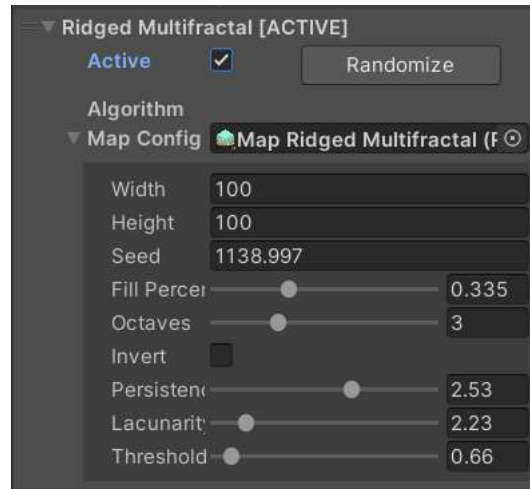 Ridged Multifractal [ACTIVE]
Active Randomize
Algorithm
Map Config Map Ridged Multifractal (F
Width 100
Height 100
Seed 1138.997
Fill Percer 0.335
Octaves 3
Invert
Persistenc 2.53
Lacunarit 2.23
Threshold 0.66